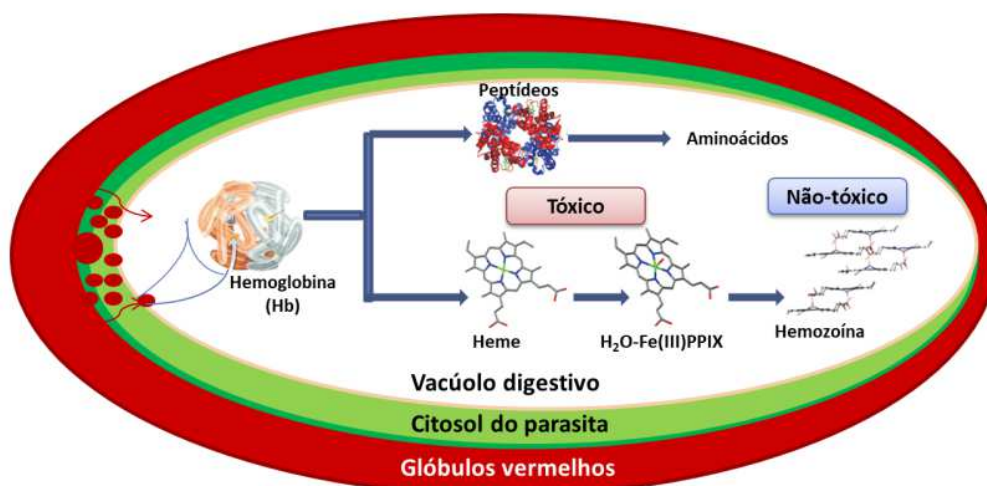 Peptídeos
Aminoácidos
Tóxico
Não-tóxico
Hemoglobina
(Hb)
Heme
H₂O-Fe(III)PPIX
Hemozoína
Vacúolo digestivo
Citosol do parasita
Glóbulos vermelhos